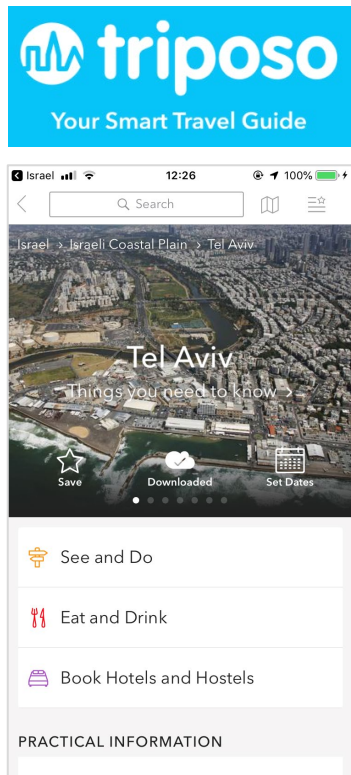 triposo
Your Smart Travel Guide
Israel 12:26 100%
Search
Israel > Israeli Coastal Plain > Tel Aviv
Tel Aviv
Things you need to know >
Save Downloaded Set Dates
See and Do
Eat and Drink
Book Hotels and Hostels
PRACTICAL INFORMATION